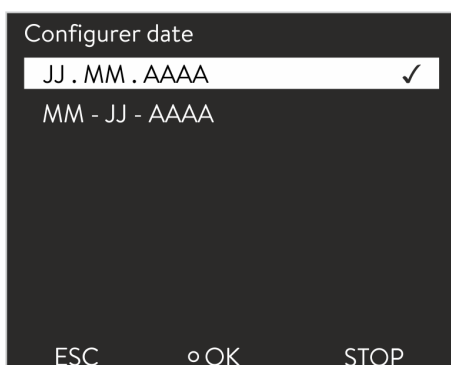 Configurer date
JJ . MM . AAAA ✓
MM - JJ - AAAA
ESC OK STOP